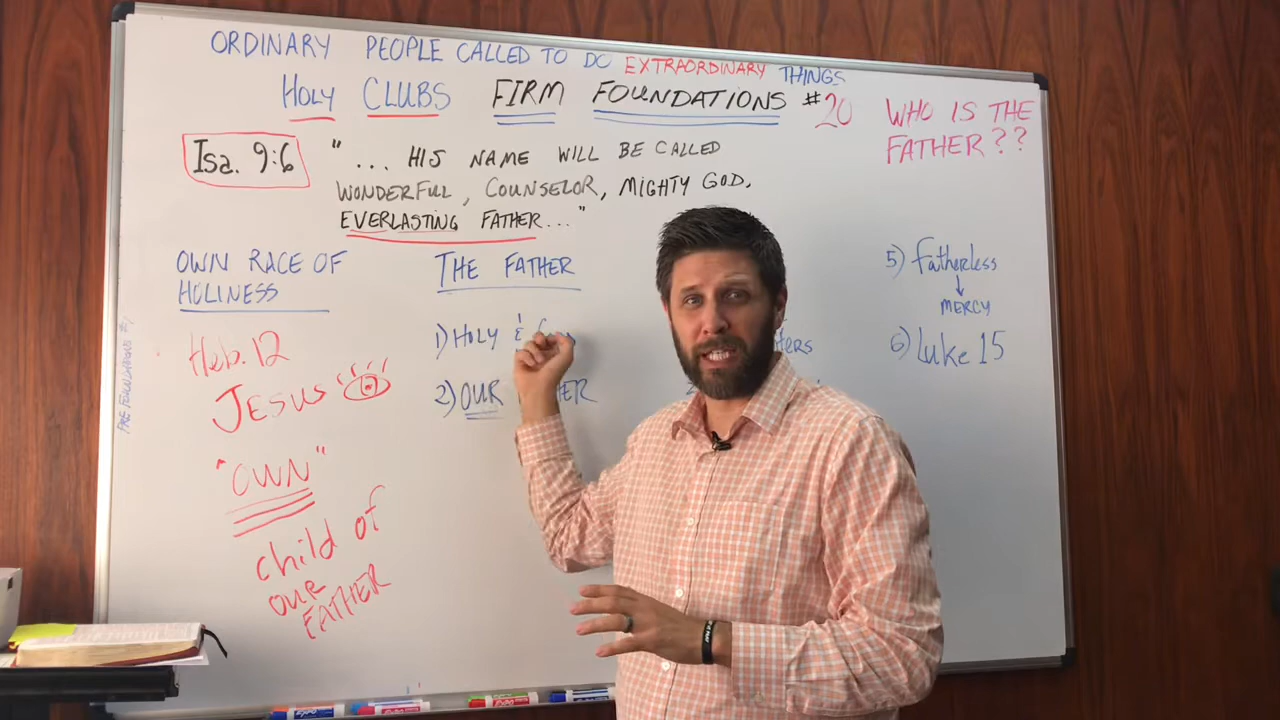 ORDINARY PEOPLE CALLED TO DO EXTRAORDINARY THINGS
HOLY CLUBS FIRM FOUNDATIONS #20
WHO IS THE
FATHER??
Isa. 9:6
"... HIS NAME WILL BE CALLED
WONDERFUL, COUNSELOR, MIGHTY GOD,
EVERLASTING FATHER..."
OWN RACE OF
HOLINESS
Heb. 12
JESUS
"OWN"
child of
OUR
FATHER
THE FATHER
1) HOLY &
2) OUR
5) Fatherless
MERCY
6) Luke 15